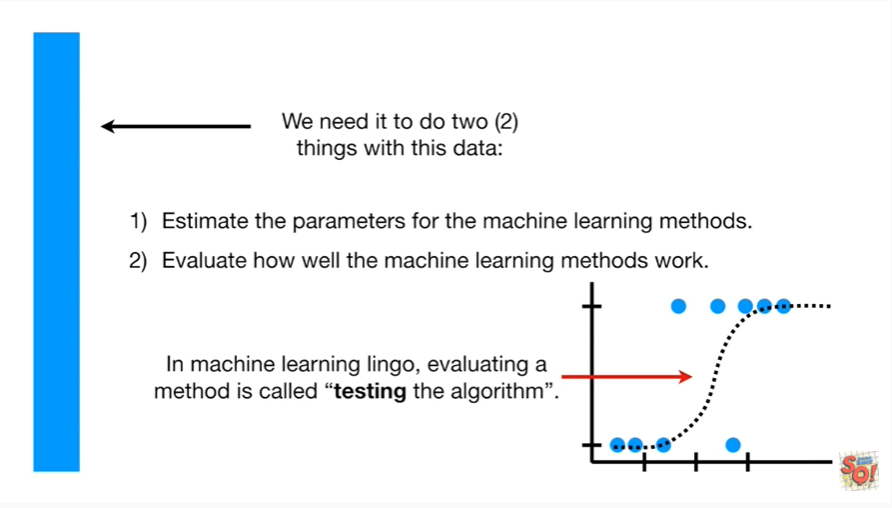 We need it to do two (2)
things with this data:
1) Estimate the parameters for the machine learning methods.
2) Evaluate how well the machine learning methods work.
In machine learning lingo, evaluating a
method is called “testing the algorithm”.
SQ!